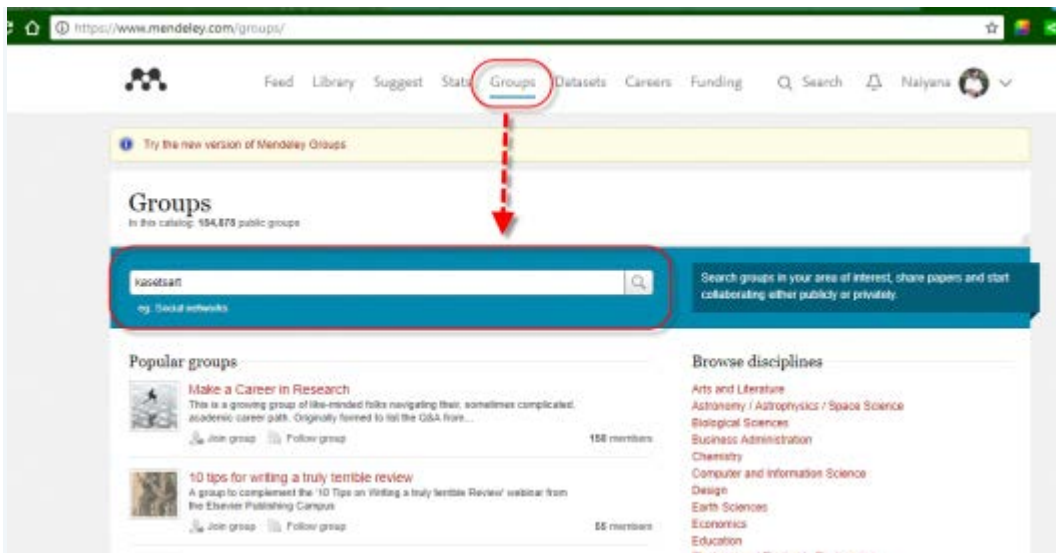 https://www.mendeley.com/groups/
Feed Library Suggest Stats Groups Datasets Careers Funding Search Naiyana
Try the new version of Mendeley Groups
Groups
In this catalog: 184,878 public groups
kasetsart
eg. Social networks
Search groups in your area of interest, share papers and start
collaborating either publicly or privately.
Popular groups
Make a Career in Research
This is a growing group of like-minded folks navigating their, sometimes complicated,
academic career path. Originally formed to list the Q&A from...
Join group Follow group 158 members
10 tips for writing a truly terrible review
A group to complement the '10 Tips on Writing a truly terrible Review' webinar from
the Elsevier Publishing Campus
Join group Follow group 55 members
Browse disciplines
Arts and Literature
Astronomy / Astrophysics / Space Science
Biological Sciences
Business Administration
Chemistry
Computer and Information Science
Design
Earth Sciences
Economics
Education